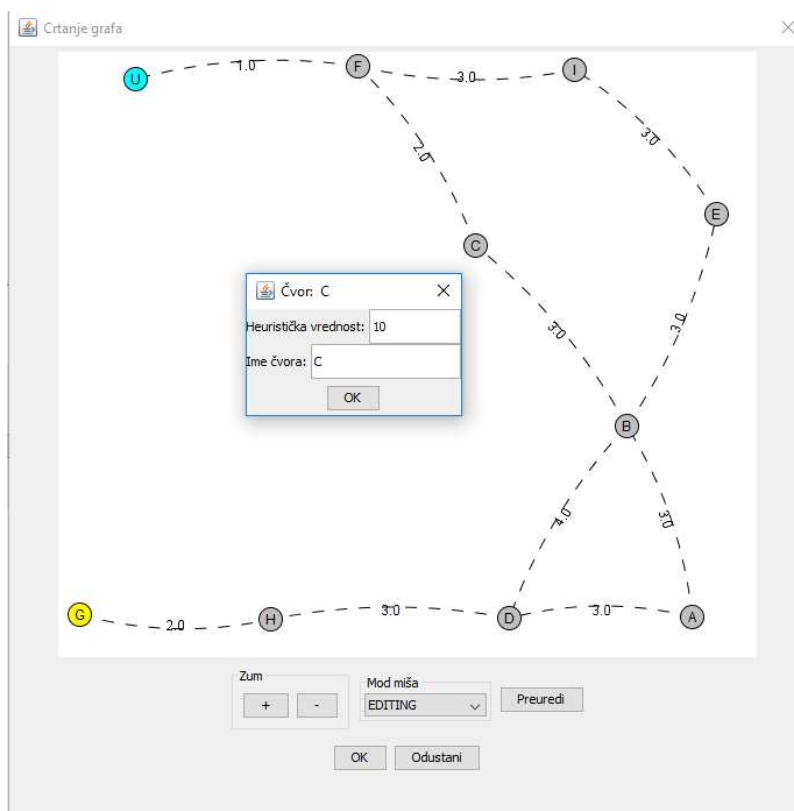 Crtanje grafa
U
1.0
F
3.0
I
2.0
3.0
E
C
Čvor: C
Heuristička vrednost: 10
Ime čvora: C
OK
3.0
3.0
B
4.0
3.0
G
2.0
H
3.0
D
3.0
A
Zum
+ -
Mod miša
EDITING
Preuredi
OK Odustani